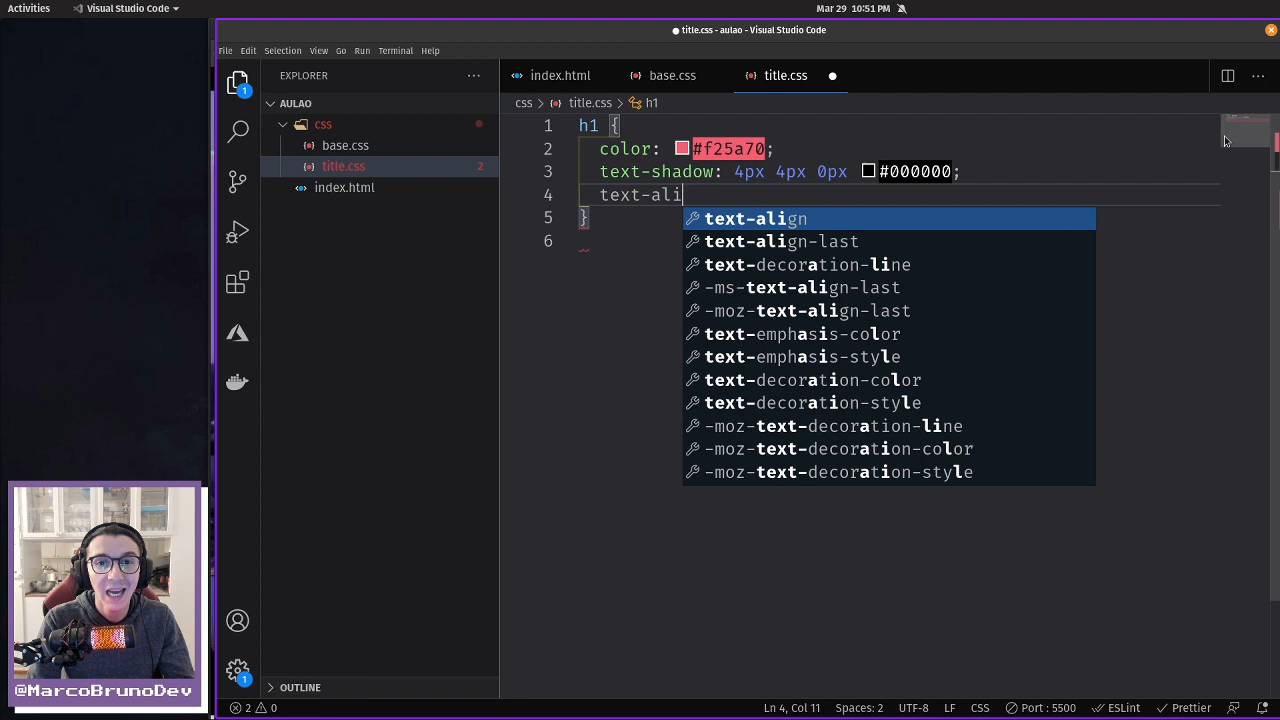 Activities
Visual Studio Code
Mar 29 10:51 PM
● title.css - aulao - Visual Studio Code
File Edit Selection View Go Run Terminal Help
EXPLORER
AULAO
css
base.css
title.css 2
index.html
OUTLINE
1
1
index.html
base.css
title.css
css > title.css > h1
1 h1 {
2 color: #f25a70;
3 text-shadow: 4px 4px 0px #000000;
4 text-ali
5 }
6
text-align
text-align-last
text-decoration-line
-ms-text-align-last
-moz-text-align-last
text-emphasis-color
text-emphasis-style
text-decoration-color
text-decoration-style
-moz-text-decoration-line
-moz-text-decoration-color
-moz-text-decoration-style
@MarcoBrunoDev
2 0
Ln 4, Col 11
Spaces: 2
UTF-8
LF
CSS
Port : 5500
ESLint
Prettier